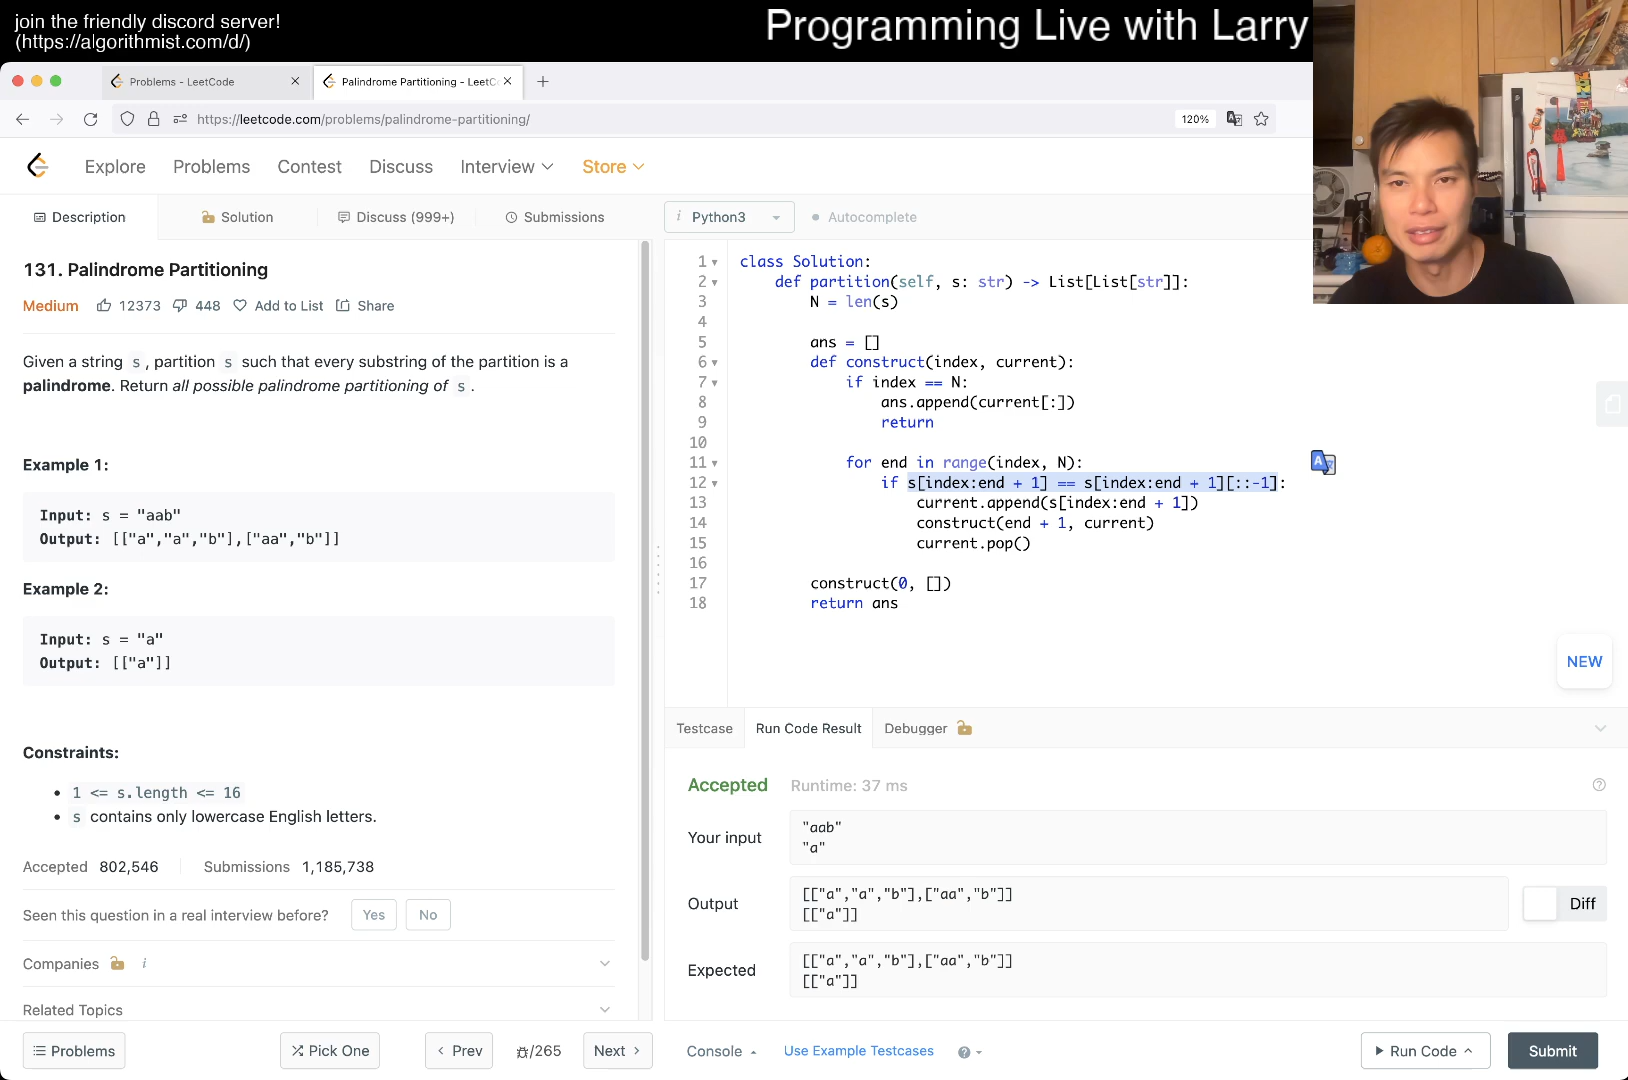 join the friendly discord server!
(https://algorithmist.com/d/)
Programming Live with Larry
Problems - LeetCode
Palindrome Partitioning - LeetC
https://leetcode.com/problems/palindrome-partitioning/
120%
Explore
Problems
Contest
Discuss
Interview
Store
Description
Solution
Discuss (999+)
Submissions
i Python3
Autocomplete
131. Palindrome Partitioning
Medium
12373
448
Add to List
Share
Given a string s, partition s such that every substring of the partition is a
palindrome. Return all possible palindrome partitioning of s.
Example 1:
Input: s = "aab"
Output: [["a","a","b"],["aa","b"]]
Example 2:
Input: s = "a"
Output: [["a"]]
Constraints:
• 1 <= s.length <= 16
• s contains only lowercase English letters.
Accepted 802,546
Submissions 1,185,738
Seen this question in a real interview before?
Yes
No
Companies i
Related Topics
Problems
Pick One
Prev
/265
Next
1 class Solution:
2 def partition(self, s: str) -> List[List[str]]:
3 N = len(s)
4
5 ans = []
6 def construct(index, current):
7 if index == N:
8 ans.append(current[:])
9 return
10
11 for end in range(index, N):
12 if s[index:end + 1] == s[index:end + 1][::-1]:
13 current.append(s[index:end + 1])
14 construct(end + 1, current)
15 current.pop()
16
17 construct(0, [])
18 return ans
NEW
Testcase
Run Code Result
Debugger
Accepted
Runtime: 37 ms
Your input
"aab"
"a"
Output
[["a","a","b"],["aa","b"]]
[["a"]]
Diff
Expected
[["a","a","b"],["aa","b"]]
[["a"]]
Console
Use Example Testcases
Run Code
Submit